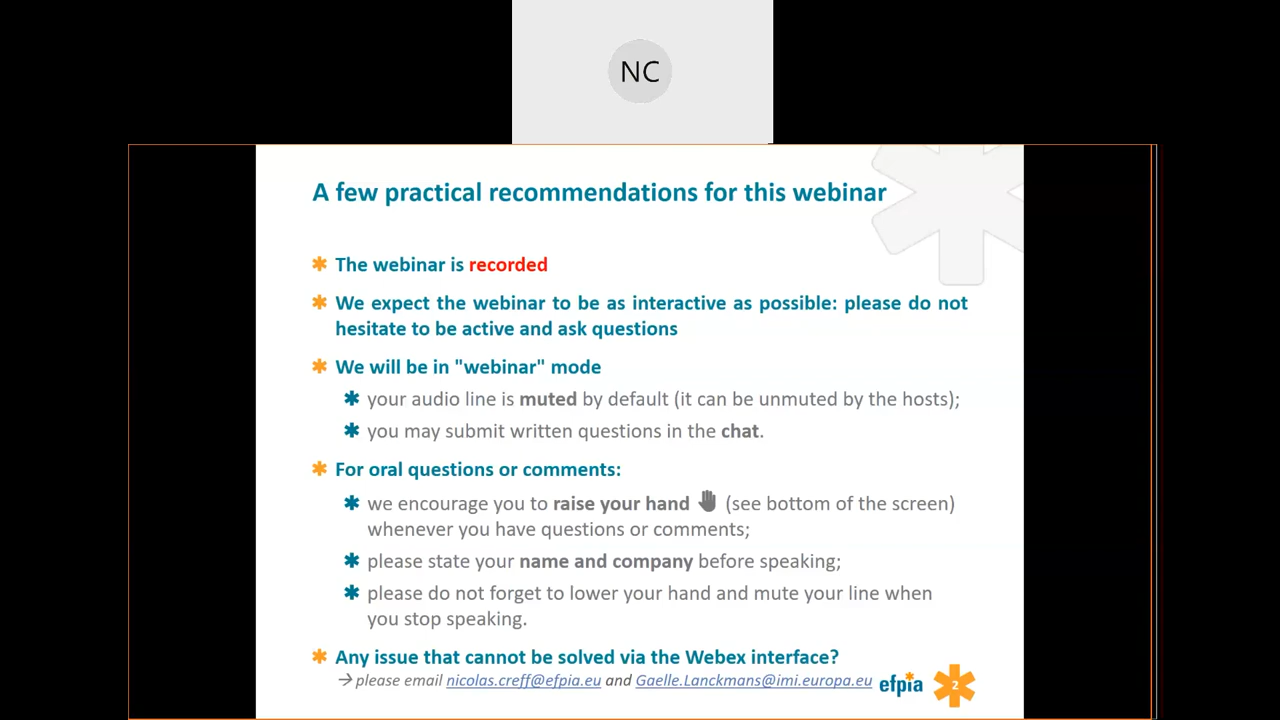 NC
A few practical recommendations for this webinar
The webinar is recorded
We expect the webinar to be as interactive as possible: please do not
hesitate to be active and ask questions
We will be in "webinar" mode
your audio line is muted by default (it can be unmuted by the hosts);
you may submit written questions in the chat.
For oral questions or comments:
we encourage you to raise your hand (see bottom of the screen)
whenever you have questions or comments;
please state your name and company before speaking;
please do not forget to lower your hand and mute your line when
you stop speaking.
Any issue that cannot be solved via the Webex interface?
→ please email nicolas.creff@efpia.eu and Gaelle.Lanckmans@imi.europa.eu
efpia
2